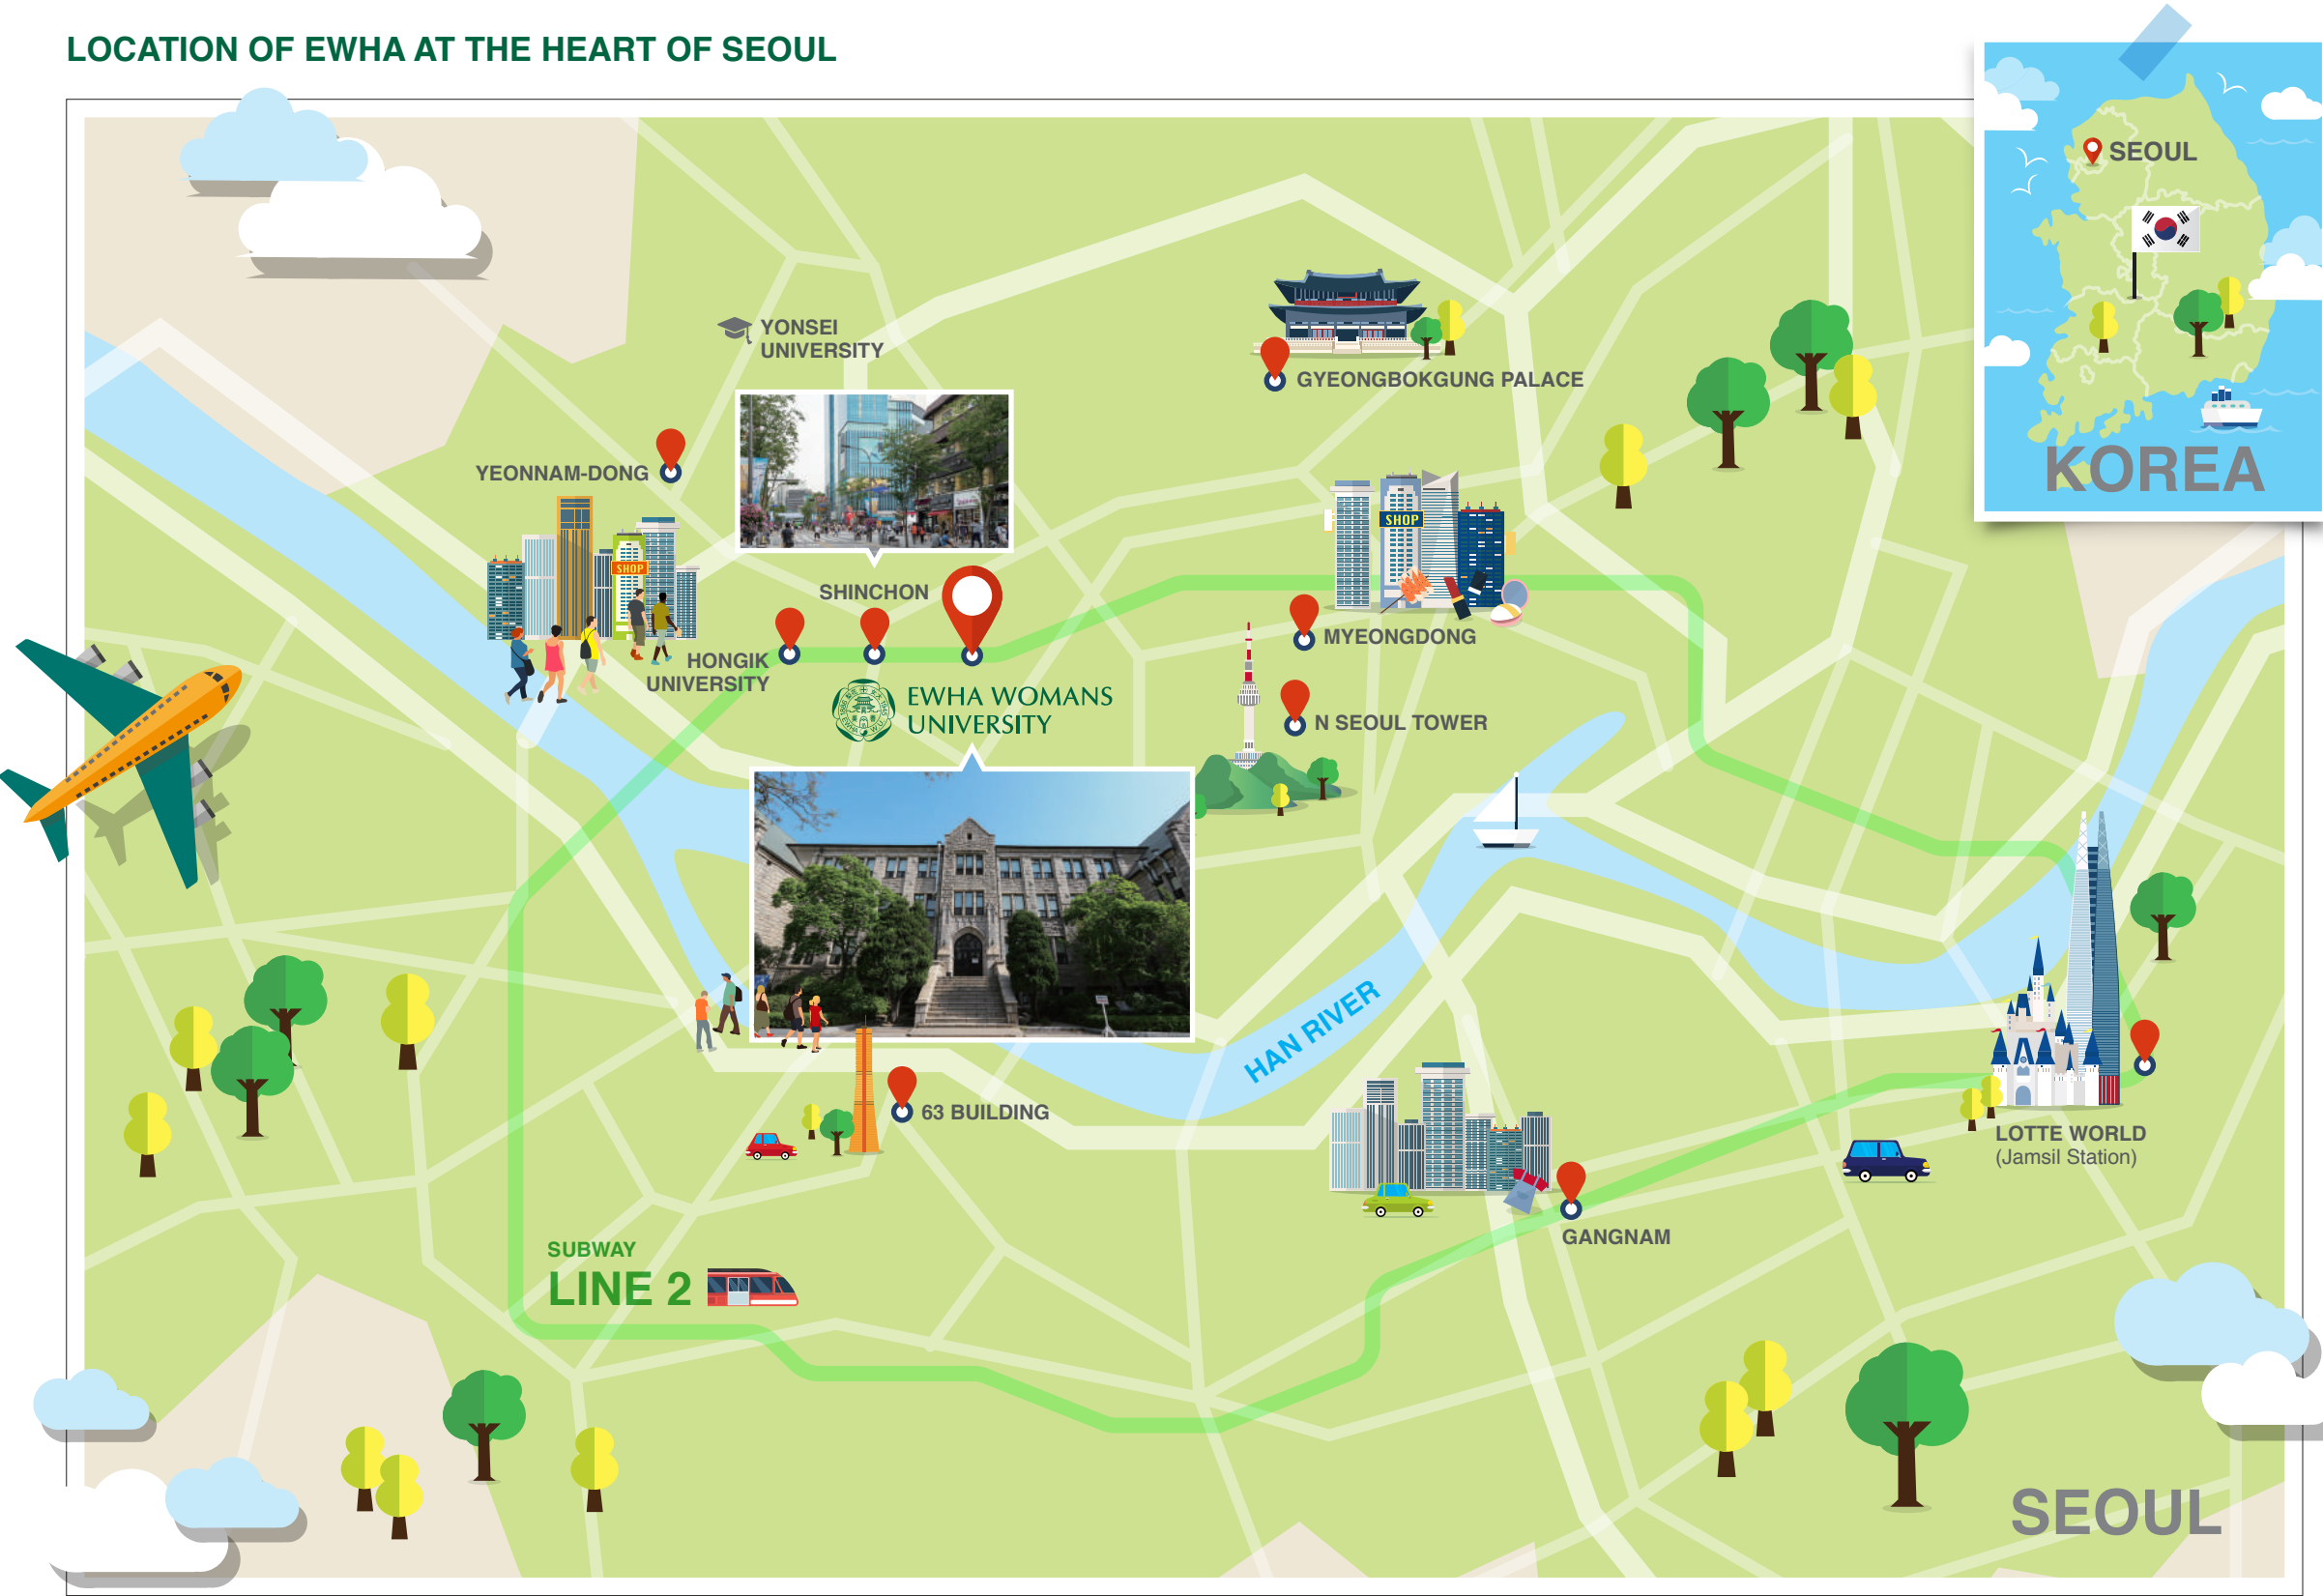 LOCATION OF EWHA AT THE HEART OF SEOUL
SEOUL
KOREA
YONSEI
UNIVERSITY
GYEONGBOKGUNG PALACE
YEONNAM-DONG
SHOP
SHOP
SHINCHON
MYEONGDONG
HONGIK
UNIVERSITY
EWHA WOMANS
UNIVERSITY
N SEOUL TOWER
HAN RIVER
63 BUILDING
LOTTE WORLD
(Jamsil Station)
GANGNAM
SUBWAY
LINE 2
SEOUL